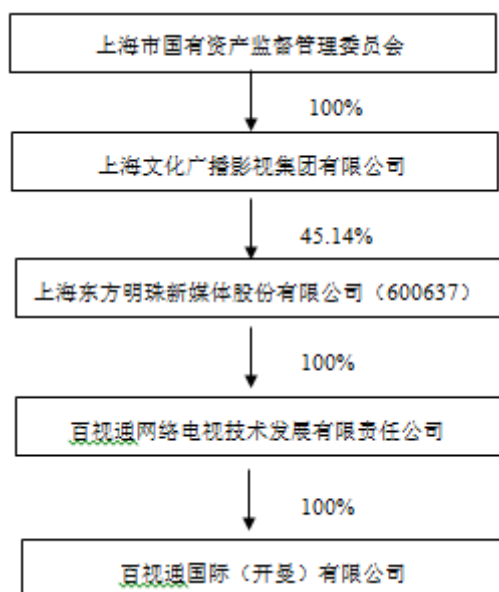 上海市国有资产监督管理委员会
100%
上海文化广播影视集团有限公司
45.14%
上海东方明珠新媒体股份有限公司（600637）
100%
百视通网络电视技术发展有限责任公司
100%
百视通国际（开曼）有限公司